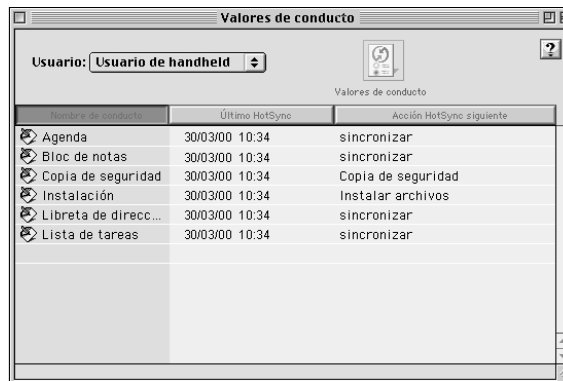 Valores de conducto
Usuario: Usuario de handheld
?
Valores de conducto
Nombre de conducto Último HotSync Acción HotSync siguiente
Agenda 30/03/00 10:34 sincronizar
Bloc de notas 30/03/00 10:34 sincronizar
Copia de seguridad 30/03/00 10:34 Copia de seguridad
Instalación 30/03/00 10:34 Instalar archivos
Libreta de direcc... 30/03/00 10:34 sincronizar
Lista de tareas 30/03/00 10:34 sincronizar